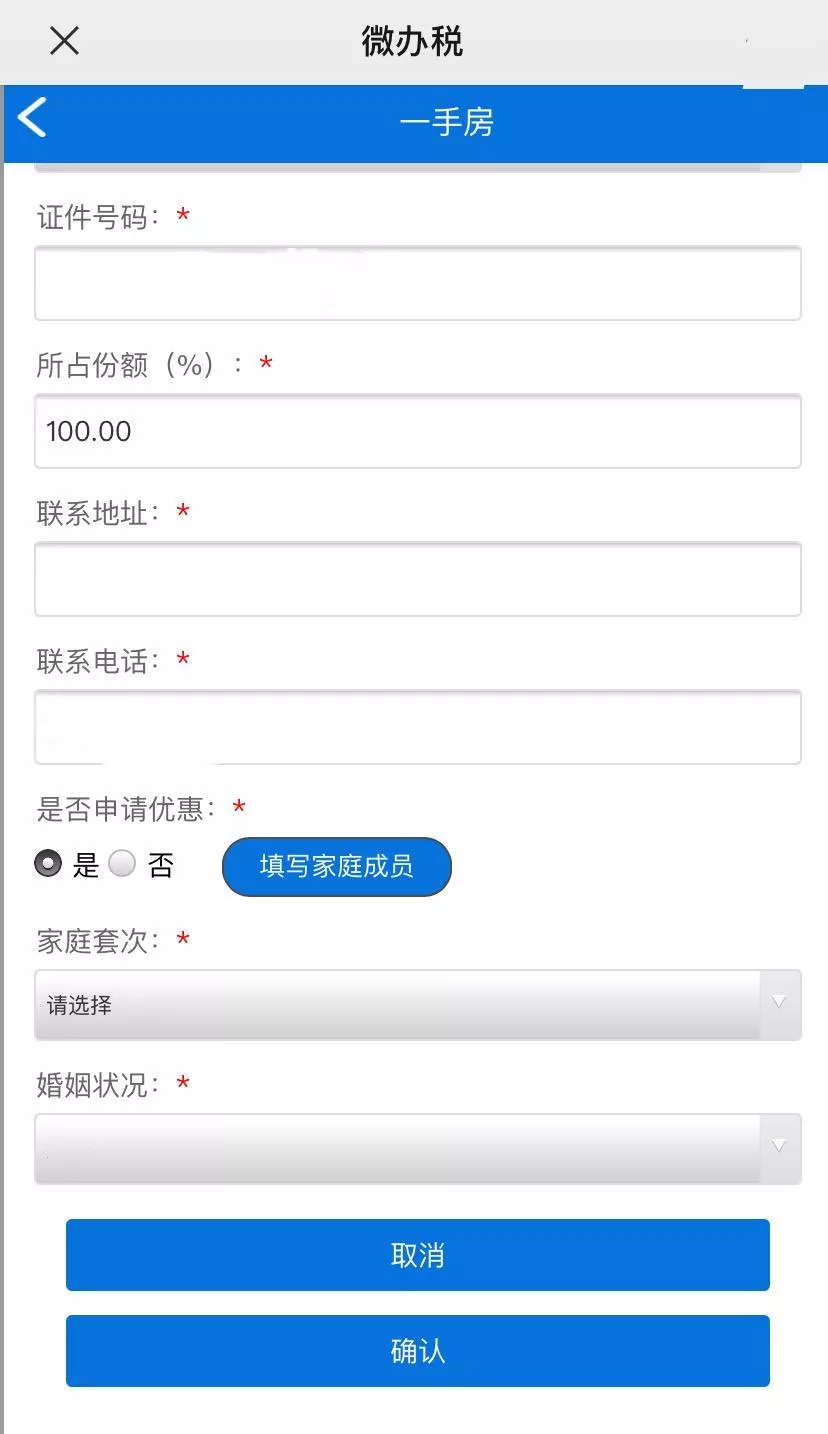 微办税
一手房
证件号码：*
所占份额（%）：*
100.00
联系地址：*
联系电话：*
是否申请优惠：*
是 否 填写家庭成员
家庭套次：*
请选择
婚姻状况：*
取消
确认